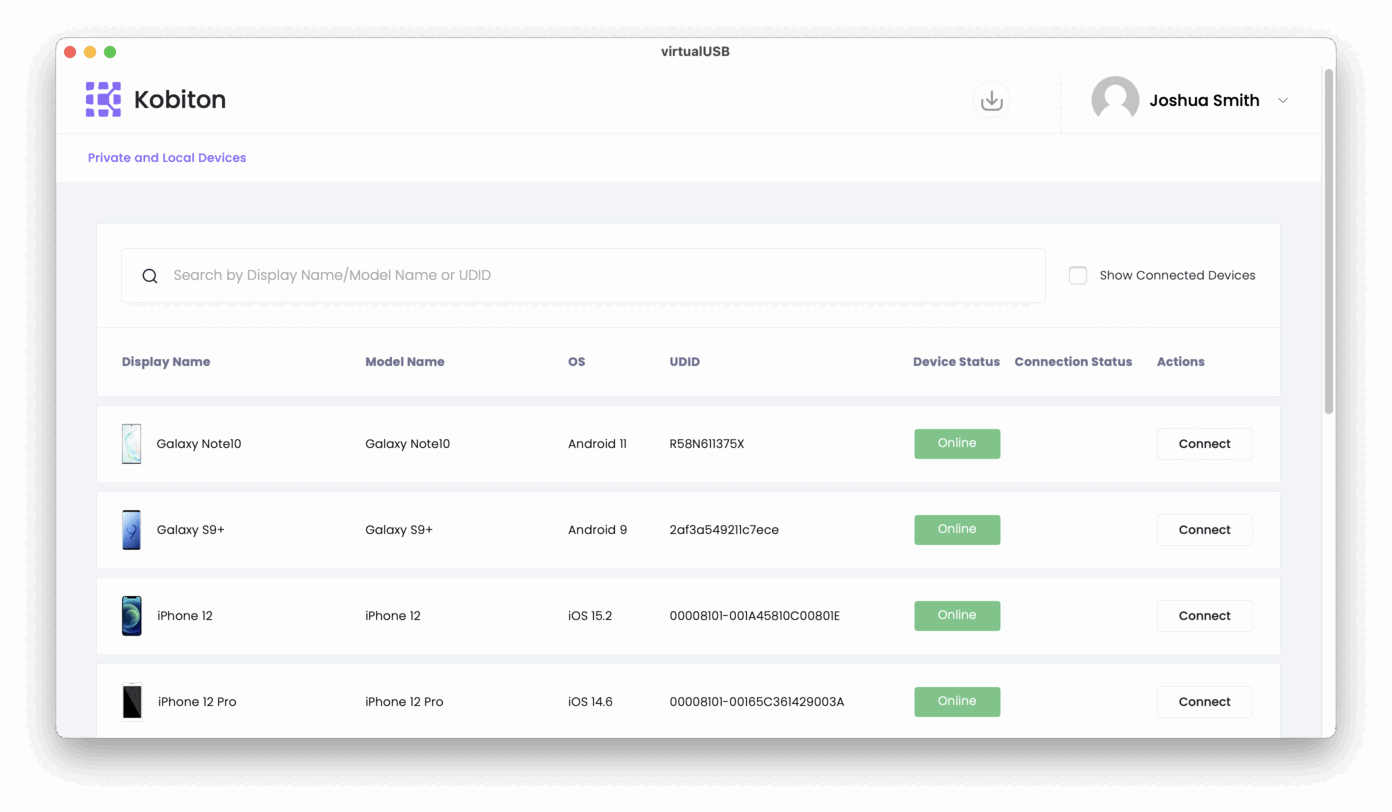 virtualUSB
Kobiton
Joshua Smith
Private and Local Devices
Search by Display Name/Model Name or UDID
Show Connected Devices
Display Name Model Name OS UDID Device Status Connection Status Actions
Galaxy Note10 Galaxy Note10 Android 11 R58N611375X Online Connect
Galaxy S9+ Galaxy S9+ Android 9 2af3a549211c7ece Online Connect
iPhone 12 iPhone 12 iOS 15.2 00008101-001A45810C00801E Online Connect
iPhone 12 Pro iPhone 12 Pro iOS 14.6 00008101-00165C361429003A Online Connect